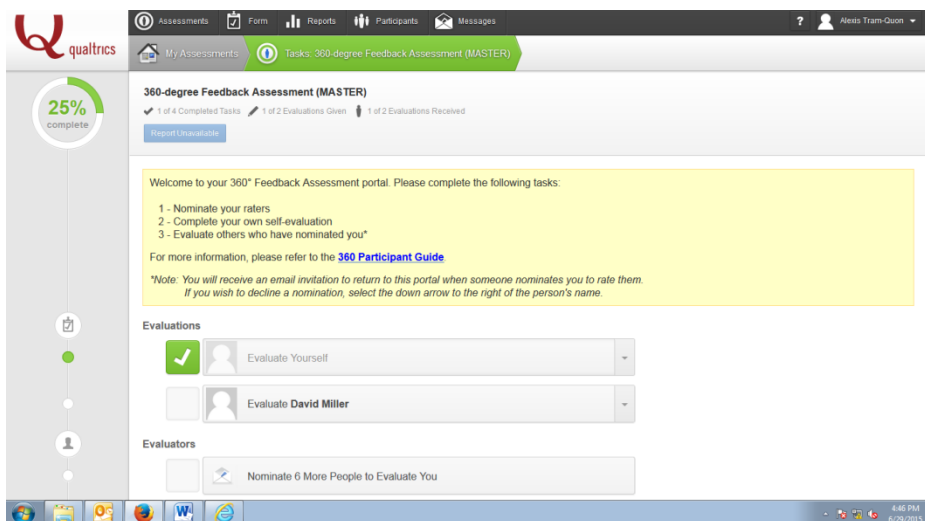 qualtrics
Assessments Form Reports Participants Messages ? Alexis Tram-Quon
My Assessments Tasks: 360-degree Feedback Assessment (MASTER)
25%
complete
360-degree Feedback Assessment (MASTER)
1 of 4 Completed Tasks 1 of 2 Evaluations Given 1 of 2 Evaluations Received
Report Unavailable
Welcome to your 360° Feedback Assessment portal. Please complete the following tasks:
1 - Nominate your raters
2 - Complete your own self-evaluation
3 - Evaluate others who have nominated you*
For more information, please refer to the 360 Participant Guide.
*Note: You will receive an email invitation to return to this portal when someone nominates you to rate them.
If you wish to decline a nomination, select the down arrow to the right of the person's name.
Evaluations
Evaluate Yourself
Evaluate David Miller
Evaluators
Nominate 6 More People to Evaluate You
4:46 PM
6/29/2015